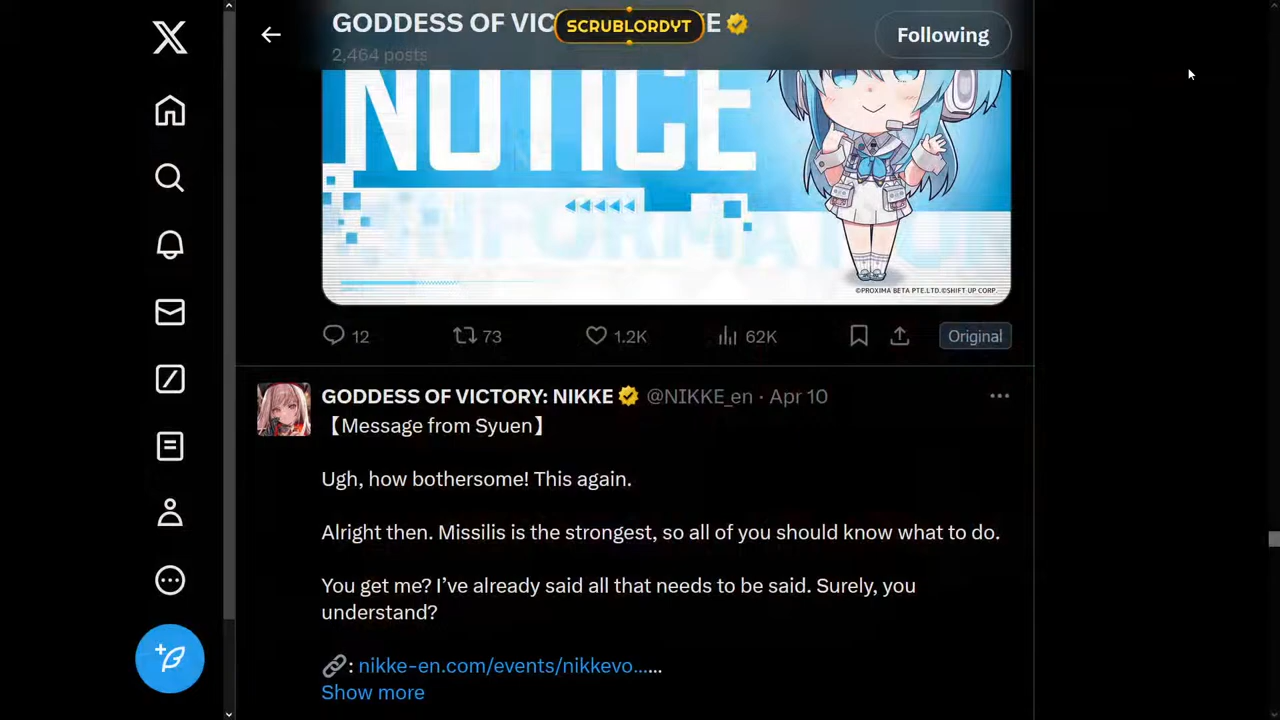 GODDESS OF VIC
SCRUBLORDYT
E
Following
2,464 posts
NOTICE
INFORMATION
©PROXIMA BETA PTE.LTD.©SHIFT UP CORP.
12
73
1.2K
62K
Original
GODDESS OF VICTORY: NIKKE @NIKKE_en · Apr 10
【Message from Syuen】
Ugh, how bothersome! This again.
Alright then. Missilis is the strongest, so all of you should know what to do.
You get me? I’ve already said all that needs to be said. Surely, you
understand?
🔗: nikke-en.com/events/nikkevo......
Show more